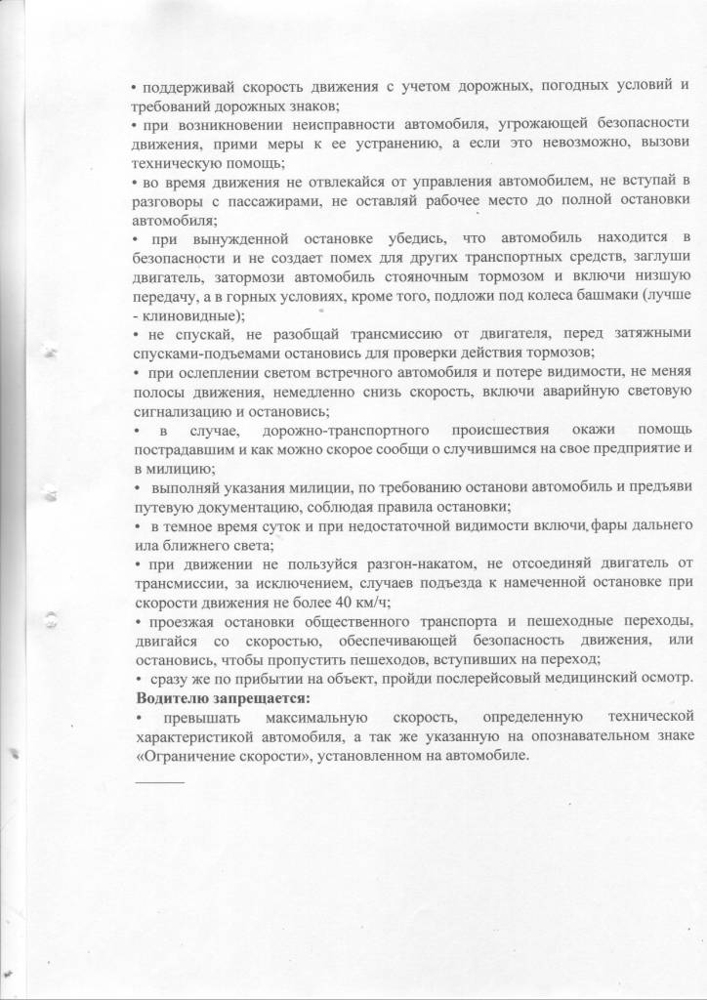 • поддерживай скорость движения с учетом дорожных, погодных условий и
требований дорожных знаков;
• при возникновении неисправности автомобиля, угрожающей безопасности
движения, прими меры к ее устранению, а если это невозможно, вызови
техническую помощь;
• во время движения не отвлекайся от управления автомобилем, не вступай в
разговоры с пассажирами, не оставляй рабочее место до полной остановки
автомобиля;
• при вынужденной остановке убедись, что автомобиль находится в
безопасности и не создает помех для других транспортных средств, заглуши
двигатель, затормози автомобиль стояночным тормозом и включи низшую
передачу, а в горных условиях, кроме того, подложи под колеса башмаки (лучше
- клиновидные);
• не спускай, не разобщай трансмиссию от двигателя, перед затяжными
спусками-подъемами остановись для проверки действия тормозов;
• при ослеплении светом встречного автомобиля и потере видимости, не меняя
полосы движения, немедленно снизь скорость, включи аварийную световую
сигнализацию и остановись;
• в случае, дорожно-транспортного происшествия окажи помощь
пострадавшим и как можно скорое сообщи о случившимся на свое предприятие и
в милицию;
• выполняй указания милиции, по требованию останови автомобиль и предъяви
путевую документацию, соблюдая правила остановки;
• в темное время суток и при недостаточной видимости включи фары дальнего
ила ближнего света;
• при движении не пользуйся разгон-накатом, не отсоединяй двигатель от
трансмиссии, за исключением, случаев подъезда к намеченной остановке при
скорости движения не более 40 км/ч;
• проезжая остановки общественного транспорта и пешеходные переходы,
двигайся со скоростью, обеспечивающей безопасность движения, или
остановись, чтобы пропустить пешеходов, вступивших на переход;
• сразу же по прибытии на объект, пройди послерейсовый медицинский осмотр.
Водителю запрещается:
• превышать максимальную скорость, определенную технической
характеристикой автомобиля, а так же указанную на опознавательном знаке
«Ограничение скорости», установленном на автомобиле.